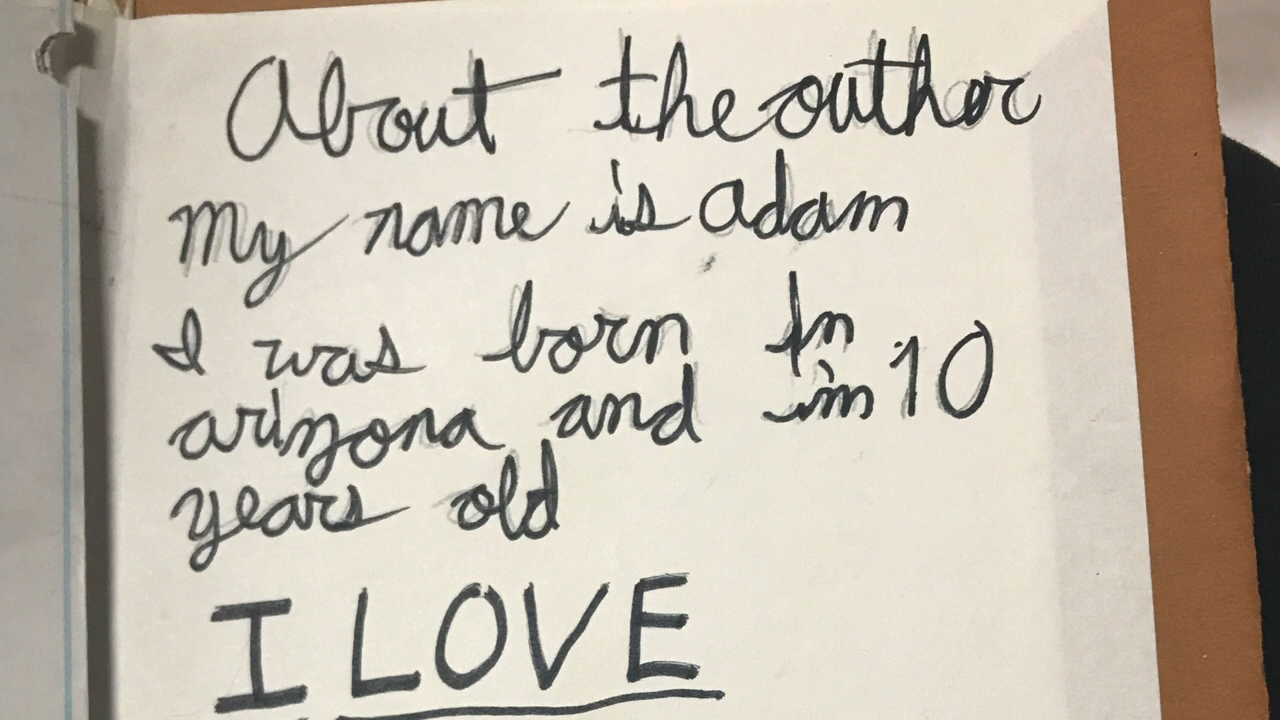 About the outhor
my name is adam
I was born In
arizona and im 10
years old
I LOVE